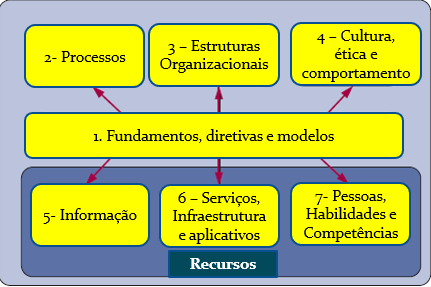 2- Processos
3 – Estruturas
Organizacionais
4 – Cultura,
ética e
comportamento
1. Fundamentos, diretivas e modelos
5- Informação
6 – Serviços,
Infraestrutura
e aplicativos
7- Pessoas,
Habilidades e
Competências
Recursos